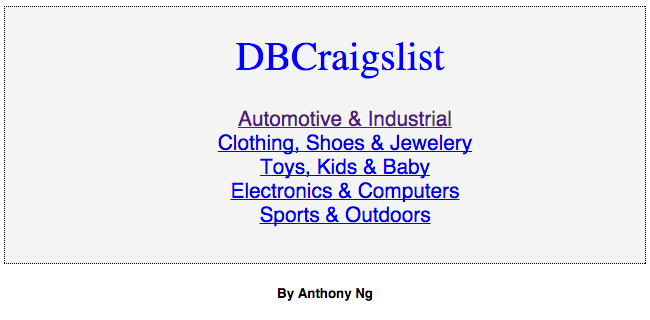 DBCraigslist
Automotive & Industrial
Clothing, Shoes & Jewelery
Toys, Kids & Baby
Electronics & Computers
Sports & Outdoors
By Anthony Ng